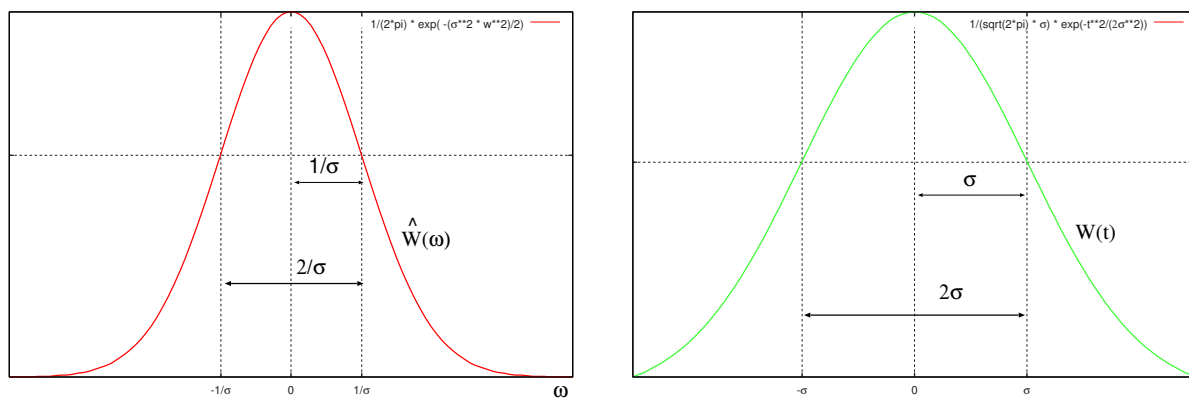 1/(2*pi) * exp( -(σ**2 * w**2)/2)
1/σ
^
W(ω)
2/σ
-1/σ 0 1/σ ω
1/(sqrt(2*pi) * σ) * exp(-t**2/(2σ**2))
σ
W(t)
2σ
-σ 0 σ